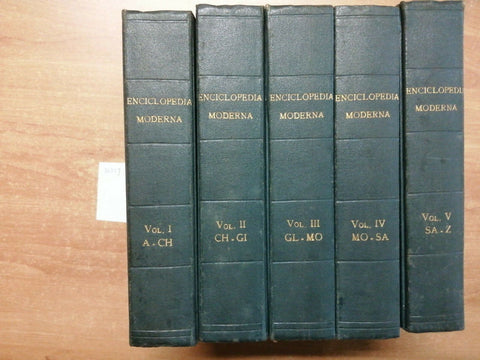 ENCICLOPEDIA
MODERNA
VOL. I
A-CH
ENCICLOPEDIA
MODERNA
VOL. II
CH-GI
ENCICLOPEDIA
MODERNA
VOL. III
GL-MO
ENCICLOPEDIA
MODERNA
VOL. IV
MO-SA
ENCICLOPEDIA
MODERNA
VOL. V
SA-Z